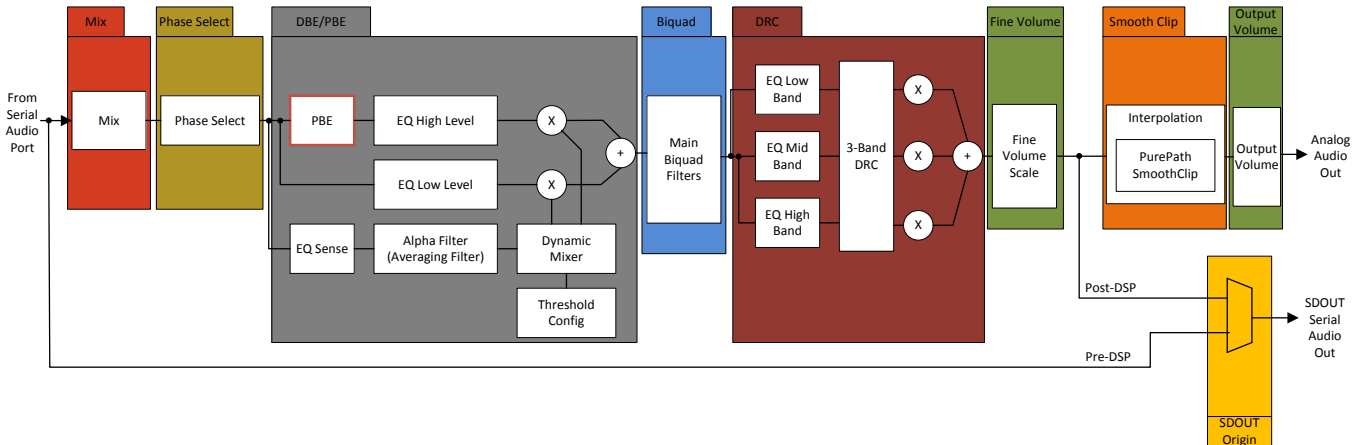 Mix
Phase Select
DBE/PBE
Biquad
DRC
Fine Volume
Smooth Clip
Output
Volume
From
Serial
Audio
Port
Mix
Phase Select
PBE
EQ High Level
X
EQ Low Level
X
+
EQ Sense
Alpha Filter
(Averaging Filter)
Dynamic
Mixer
Threshold
Config
Main
Biquad
Filters
EQ Low
Band
EQ Mid
Band
EQ High
Band
3-Band
DRC
X
X
X
+
Fine
Volume
Scale
Interpolation
PurePath
SmoothClip
Output
Volume
Analog
Audio
Out
Post-DSP
Pre-DSP
SDOUT
Serial
Audio
Out
SDOUT
Origin